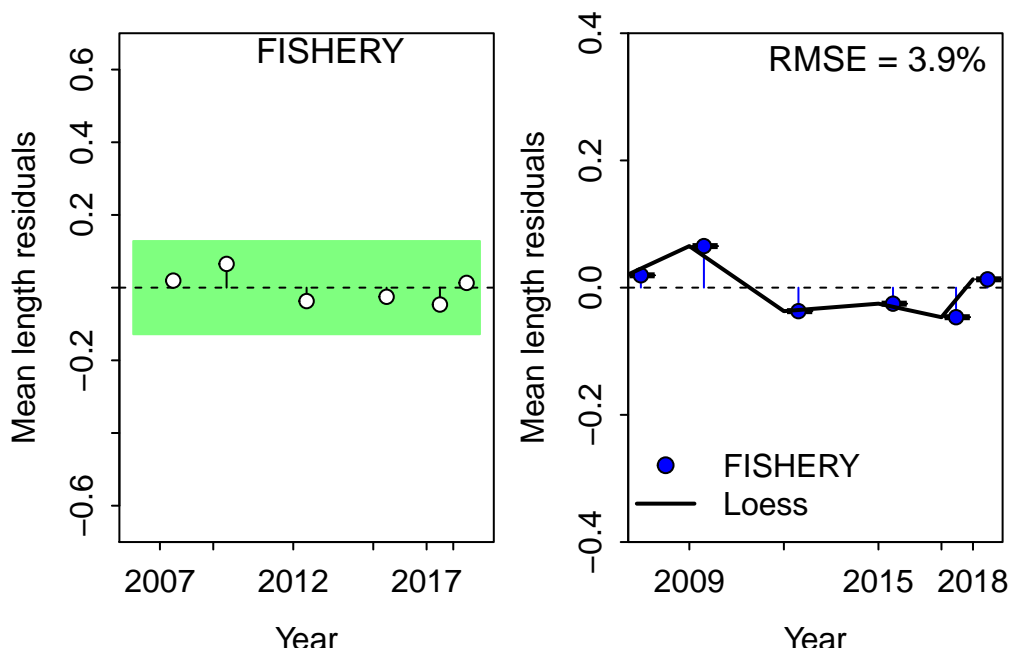 FISHERY
Mean length residuals
0.6
0.4
0.2
−0.2
−0.6
2007 2012 2017
Year
RMSE = 3.9%
Mean length residuals
0.4
0.2
0.0
−0.2
−0.4
FISHERY
Loess
2009 2015 2018
Year